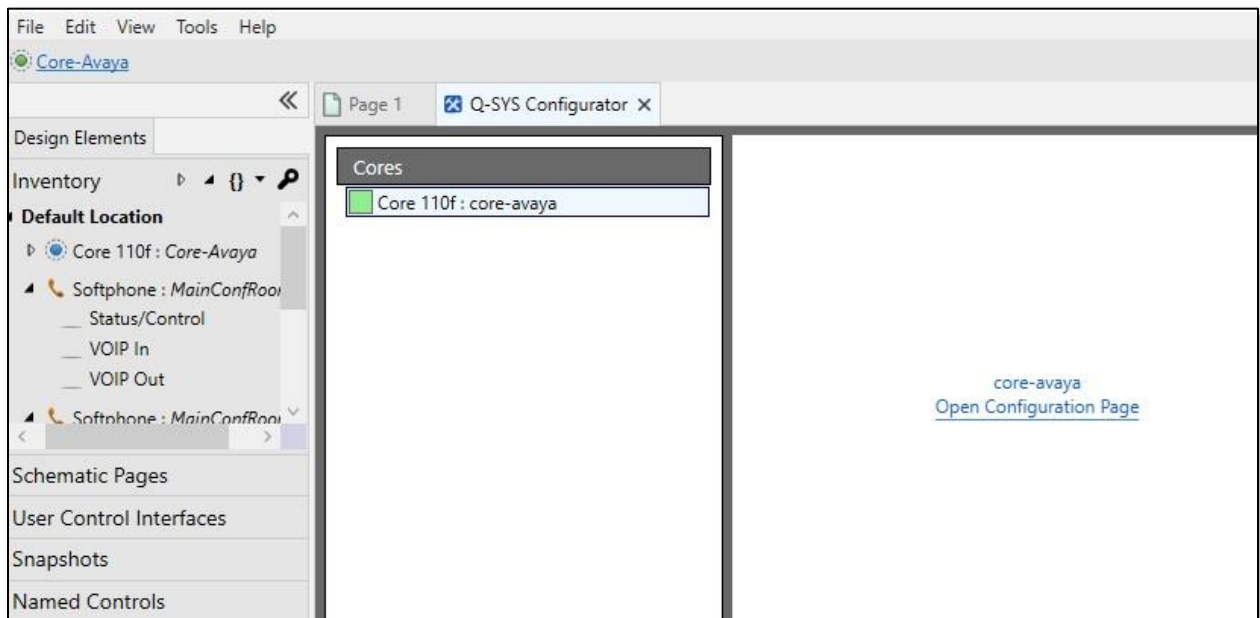 File Edit View Tools Help
Core-Avaya
Page 1 Q-SYS Configurator
Design Elements
Inventory
Default Location
Core 110f : Core-Avaya
Softphone : MainConfRoo
Status/Control
VOIP In
VOIP Out
Softphone : MainConfRoo
Schematic Pages
User Control Interfaces
Snapshots
Named Controls
Cores
Core 110f : core-avaya
core-avaya
Open Configuration Page